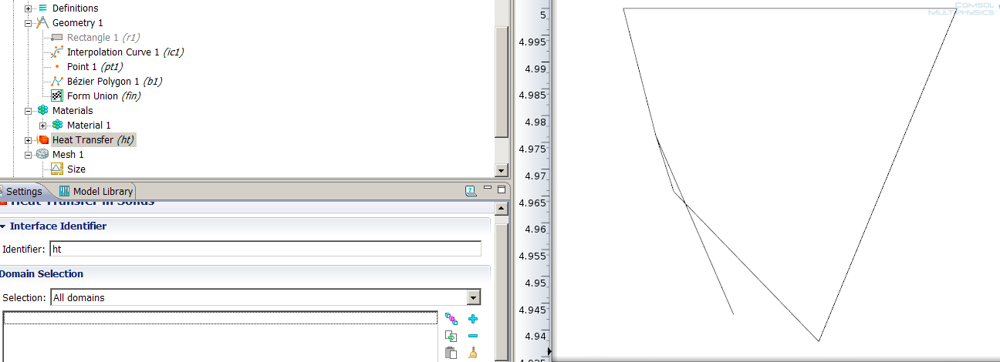 Definitions
Geometry 1
Rectangle 1 (r1)
Interpolation Curve 1 (ic1)
Point 1 (pt1)
Bézier Polygon 1 (b1)
Form Union (fin)
Materials
Material 1
Heat Transfer (ht)
Mesh 1
Size
Settings
Model Library
Heat Transfer in Solids
Interface Identifier
Identifier: ht
Domain Selection
Selection: All domains
COMSOL
MULTIPHYSICS
5
4.995
4.99
4.985
4.98
4.975
4.97
4.965
4.96
4.955
4.95
4.945
4.94
4.935